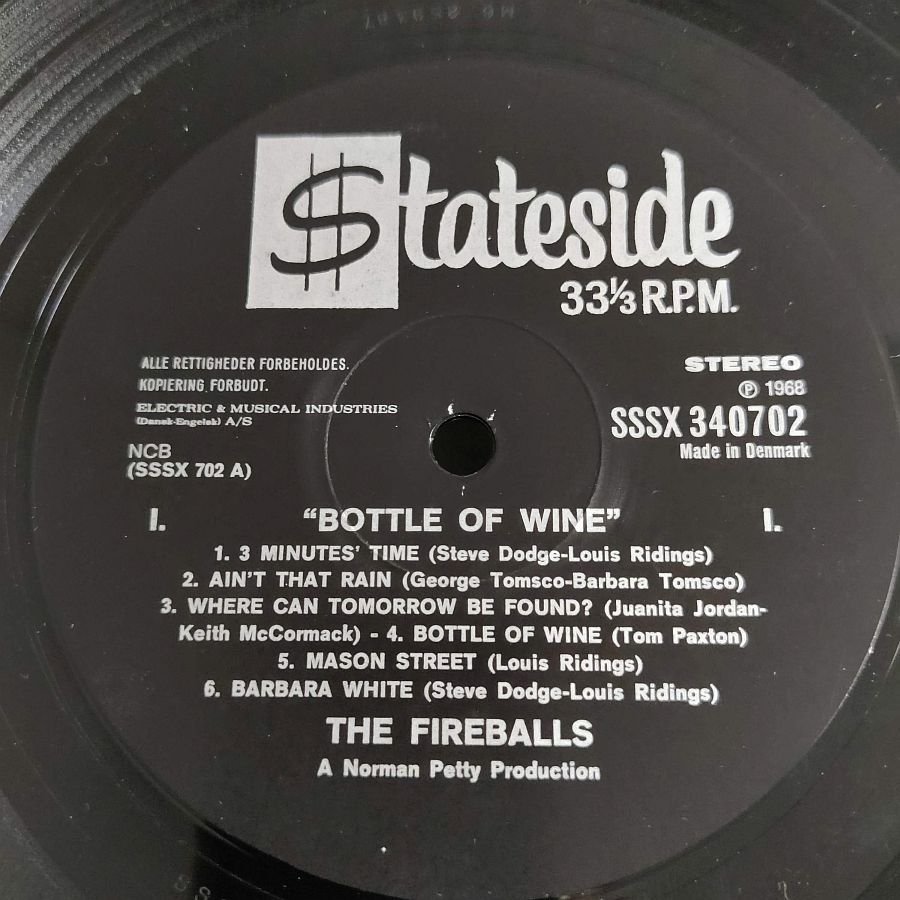 $tateside
33⅓ R.P.M.
ALLE RETTIGHEDER FORBEHOLDES.
KOPIERING FORBUDT.
ELECTRIC & MUSICAL INDUSTRIES
(Dansk-Engelsk) A/S
NCB
(SSSX 702 A)
STEREO
Ⓟ 1968
SSSX 340702
Made in Denmark
I. "BOTTLE OF WINE" I.
1. 3 MINUTES' TIME (Steve Dodge-Louis Ridings)
2. AIN'T THAT RAIN (George Tomsco-Barbara Tomsco)
3. WHERE CAN TOMORROW BE FOUND? (Juanita Jordan-
Keith McCormack) - 4. BOTTLE OF WINE (Tom Paxton)
5. MASON STREET (Louis Ridings)
6. BARBARA WHITE (Steve Dodge-Louis Ridings)
THE FIREBALLS
A Norman Petty Production